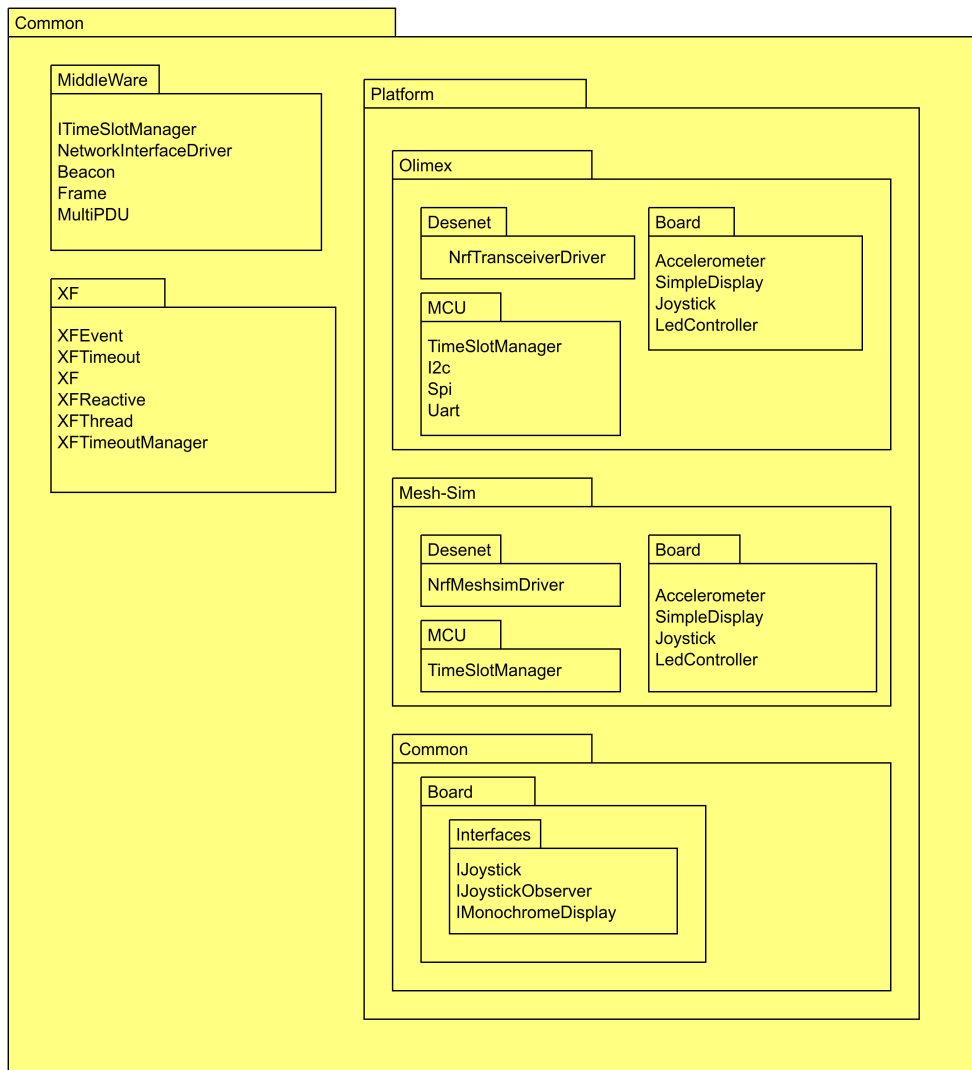 Common
MiddleWare
ITimeSlotManager
NetworkInterfaceDriver
Beacon
Frame
MultiPDU
XF
XFEvent
XFTimeout
XF
XFReactive
XFThread
XFTimeoutManager
Platform
Olimex
Desenet
NrfTransceiverDriver
MCU
TimeSlotManager
I2c
Spi
Uart
Board
Accelerometer
SimpleDisplay
Joystick
LedController
Mesh-Sim
Desenet
NrfMeshsimDriver
MCU
TimeSlotManager
Board
Accelerometer
SimpleDisplay
Joystick
LedController
Common
Board
Interfaces
IJoystick
IJoystickObserver
IMonochromeDisplay